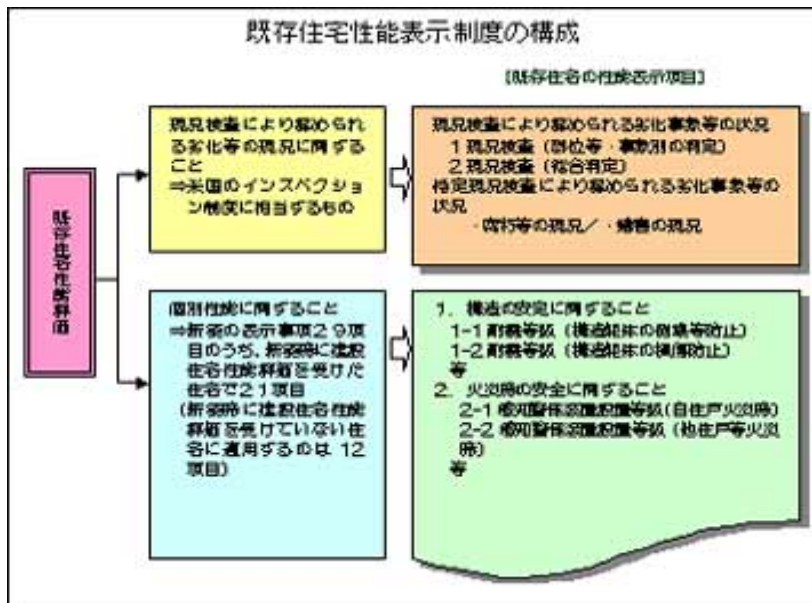 既存住宅性能表示制度の構成
[既存住宅の性能表示項目]
既存住宅性能評価
現況検査により認められ
る劣化等の現況に関する
こと
⇒米国のインスペクショ
ン制度に相当するもの
現況検査により認められる劣化事象等の状況
1 現況検査（部位等・事象別の判定）
2 現況検査（総合判定）
特定現況検査により認められる劣化事象等の
状況
・腐朽等の現況／・蟻害の現況
個別性能に関すること
⇒新築の表示事項２９項
目のうち、新築時に建設
住宅性能評価を受けた
住宅で２１項目
（新築時に建設住宅性能
評価を受けていない住
宅に適用するのは 12
項目）
１．構造の安定に関すること
1-1 耐震等級（構造躯体の倒壊等防止）
1-2 耐震等級（構造躯体の損傷防止）
等
２．火災時の安全に関すること
2-1 感知警報装置設置等級（自住戸火災時）
2-2 感知警報装置設置等級（他住戸等火災
時）
等